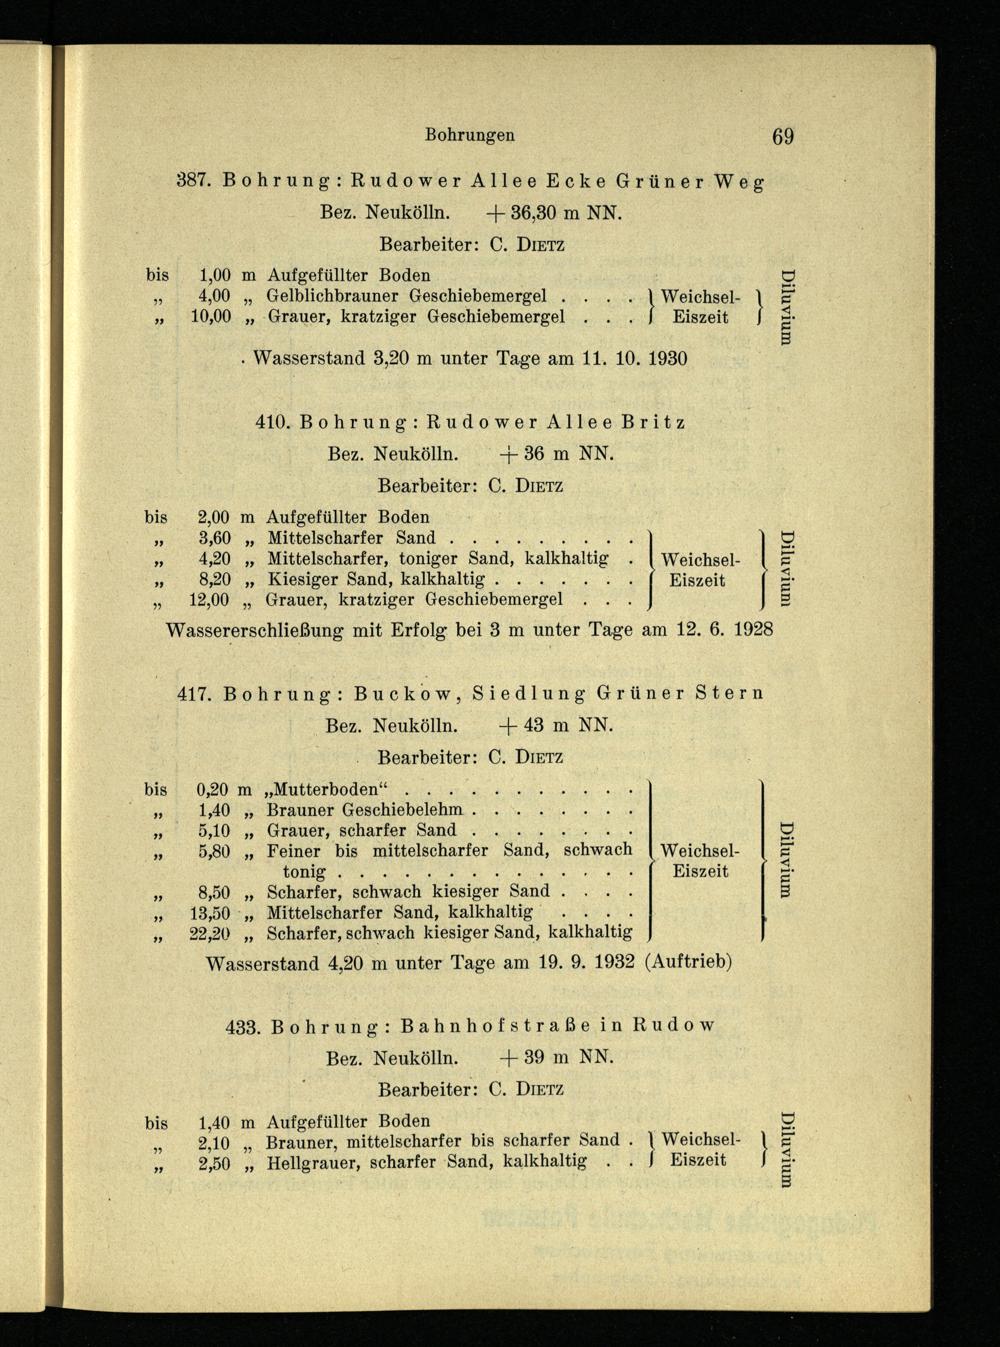 Bohrungen 69
387. Bohrung: Rudower Allee Ecke Grüner Weg
Bez. Neukölln. + 36,30 m NN.
Bearbeiter: C. DIETZ
bis 1,00 m Aufgefüllter Boden
„ 4,00 „ Gelblichbrauner Geschiebemergel . . . . } Weichsel- }
„ 10,00 „ Grauer, kratziger Geschiebemergel . . . } Eiszeit }
Diluvium
Wasserstand 3,20 m unter Tage am 11. 10. 1930
410. Bohrung: Rudower Allee Britz
Bez. Neukölln. + 36 m NN.
Bearbeiter: C. DIETZ
bis 2,00 m Aufgefüllter Boden
„ 3,60 „ Mittelscharfer Sand . . . . . . . . .
„ 4,20 „ Mittelscharfer, toniger Sand, kalkhaltig . Weichsel-
„ 8,20 „ Kiesiger Sand, kalkhaltig . . . . . . . Eiszeit
„ 12,00 „ Grauer, kratziger Geschiebemergel . . .
Diluvium
Wassererschließung mit Erfolg bei 3 m unter Tage am 12. 6. 1928
417. Bohrung: Buckow, Siedlung Grüner Stern
Bez. Neukölln. + 43 m NN.
Bearbeiter: C. DIETZ
bis 0,20 m „Mutterboden“ . . . . . . . . . . .
„ 1,40 „ Brauner Geschiebelehm . . . . . . . .
„ 5,10 „ Grauer, scharfer Sand . . . . . . . .
„ 5,80 „ Feiner bis mittelscharfer Sand, schwach Weichsel-
tonig . . . . . . . . . . . . . . Eiszeit
„ 8,50 „ Scharfer, schwach kiesiger Sand . . . .
„ 13,50 „ Mittelscharfer Sand, kalkhaltig . . . .
„ 22,20 „ Scharfer, schwach kiesiger Sand, kalkhaltig
Diluvium
Wasserstand 4,20 m unter Tage am 19. 9. 1932 (Auftrieb)
433. Bohrung: Bahnhofstraße in Rudow
Bez. Neukölln. + 39 m NN.
Bearbeiter: C. DIETZ
bis 1,40 m Aufgefüllter Boden
„ 2,10 „ Brauner, mittelscharfer bis scharfer Sand . } Weichsel- }
„ 2,50 „ Hellgrauer, scharfer Sand, kalkhaltig . . } Eiszeit }
Diluvium